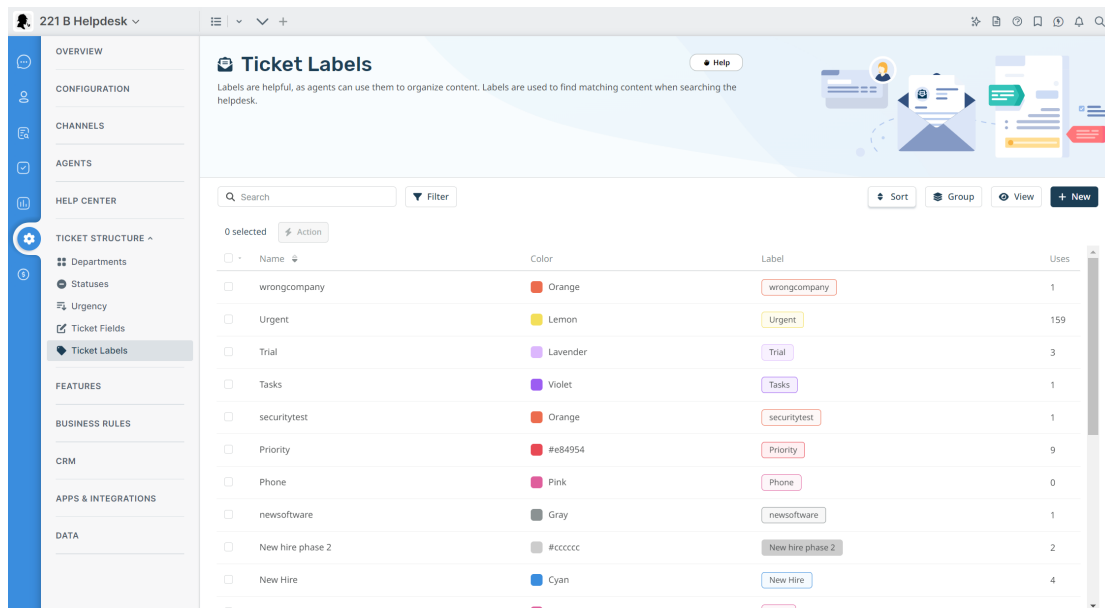 221 B Helpdesk
OVERVIEW
CONFIGURATION
CHANNELS
AGENTS
HELP CENTER
TICKET STRUCTURE
Departments
Statuses
Urgency
Ticket Fields
Ticket Labels
FEATURES
BUSINESS RULES
CRM
APPS & INTEGRATIONS
DATA
Ticket Labels
Help
Labels are helpful, as agents can use them to organize content. Labels are used to find matching content when searching the
helpdesk.
Search
Filter
Sort
Group
View
+ New
0 selected
Action
Name Color Label Uses
wrongcompany Orange wrongcompany 1
Urgent Lemon Urgent 159
Trial Lavender Trial 3
Tasks Violet Tasks 1
securitytest Orange securitytest 1
Priority #e84954 Priority 9
Phone Pink Phone 0
newsoftware Gray newsoftware 1
New hire phase 2 #cccccc New hire phase 2 2
New Hire Cyan New Hire 4